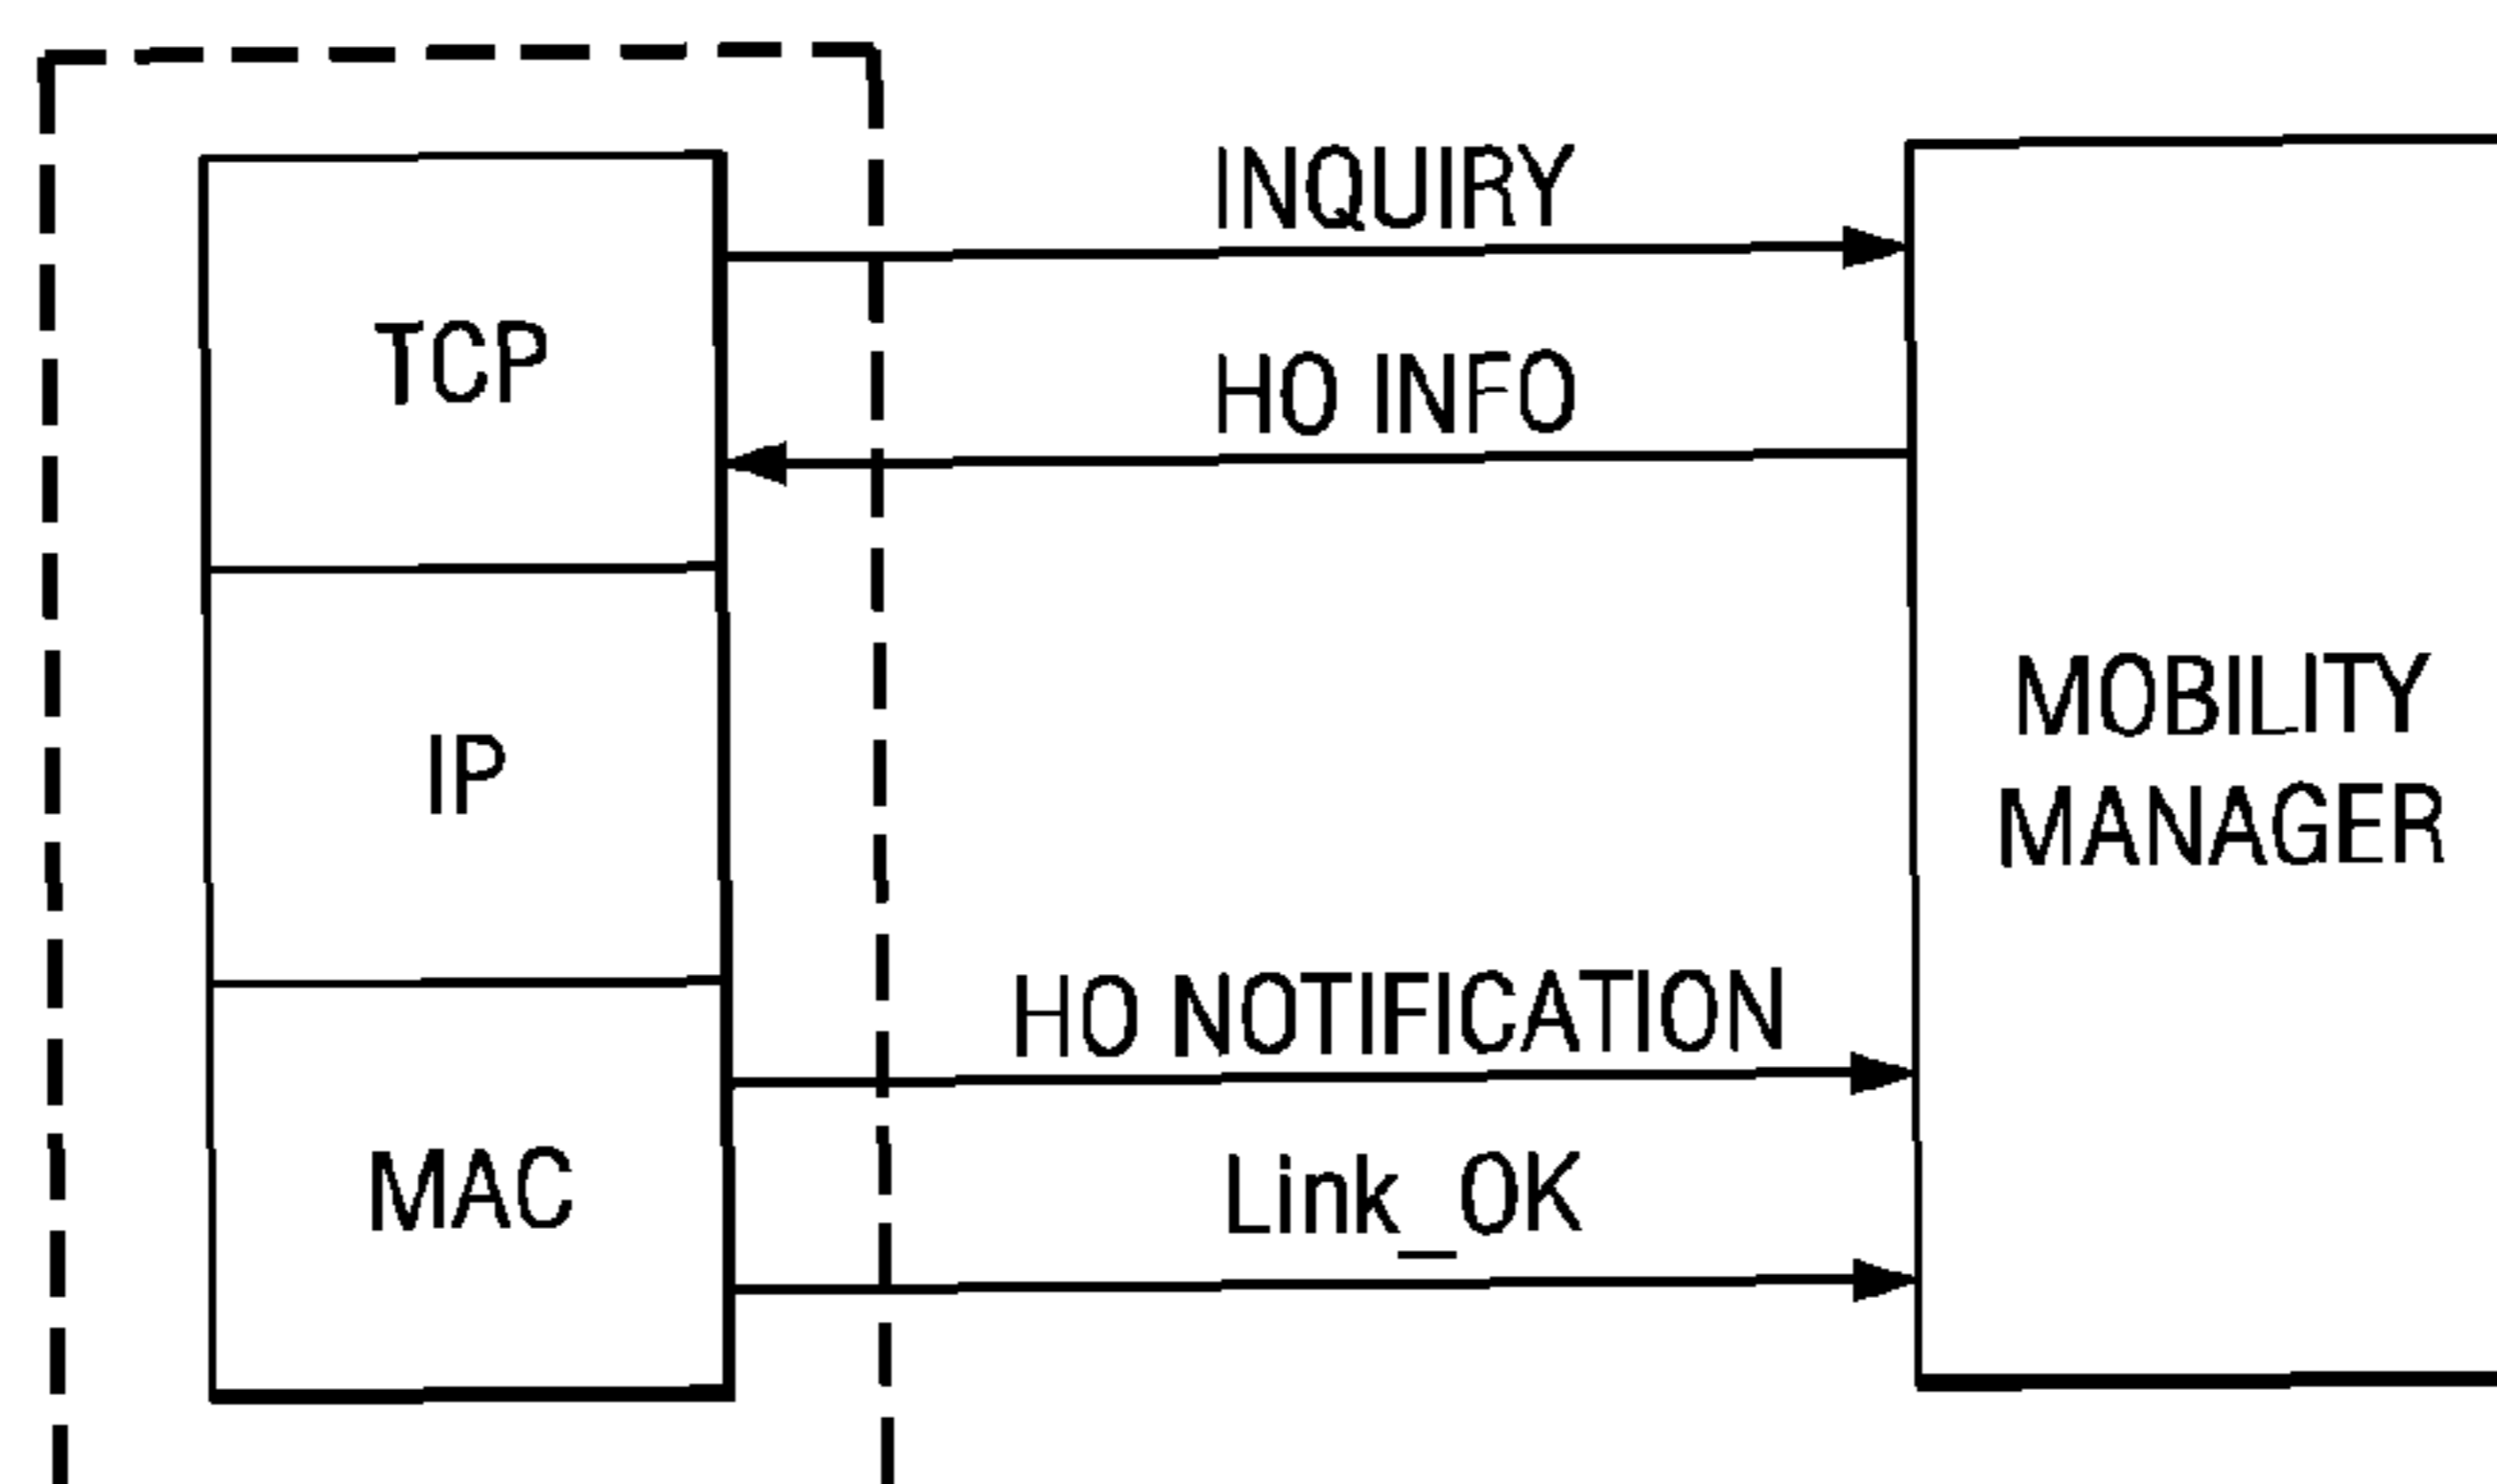 INQUIRY
TCP
HO INFO
IP
MOBILITY
MANAGER
HO NOTIFICATION
MAC
Link_OK